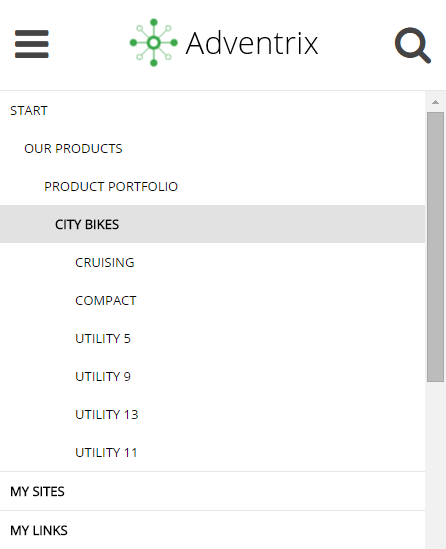 Adventrix
START
OUR PRODUCTS
PRODUCT PORTFOLIO
CITY BIKES
CRUISING
COMPACT
UTILITY 5
UTILITY 9
UTILITY 13
UTILITY 11
MY SITES
MY LINKS